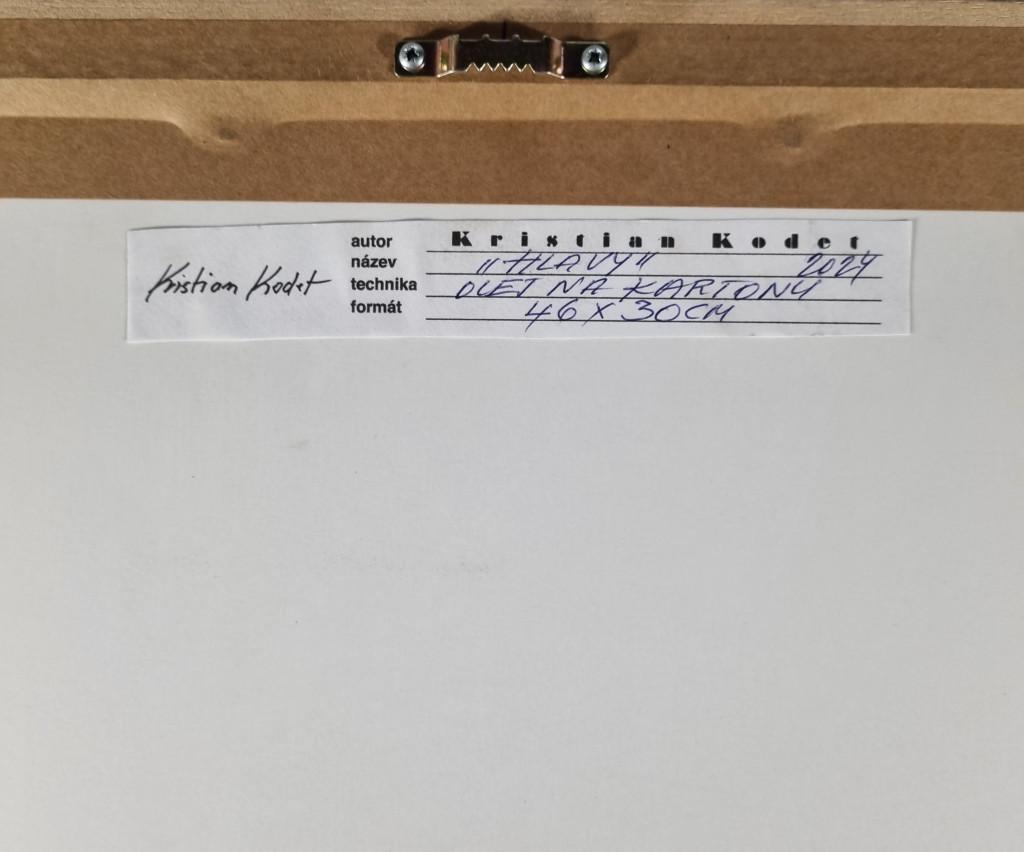 Kristian Kodet
autor Kristian Kodet
název "HLAVY" 2024
technika OLEJ NA KARTONU
formát 46 X 30CM